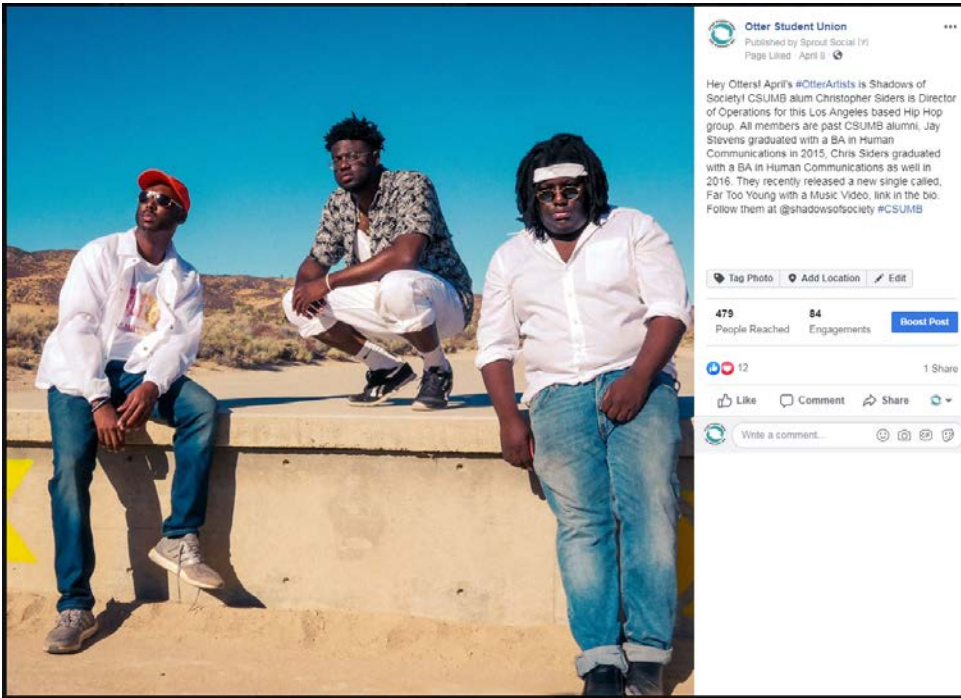 Otter Student Union
Published by Sprout Social [?]
Page Liked · April 8 ·
Hey Otters! April's #OtterArtists is Shadows of
Society! CSUMB alum Christopher Siders is Director
of Operations for this Los Angeles based Hip Hop
group. All members are past CSUMB alumni, Jay
Stevens graduated with a BA in Human
Communications in 2015, Chris Siders graduated
with a BA in Human Communications as well in
2016. They recently released a new single called,
Far Too Young with a Music Video, link in the bio.
Follow them at @shadowsofsociety #CSUMB
Tag Photo Add Location Edit
479 84
People Reached Engagements Boost Post
12 1 Share
Like Comment Share
Write a comment...
GIF